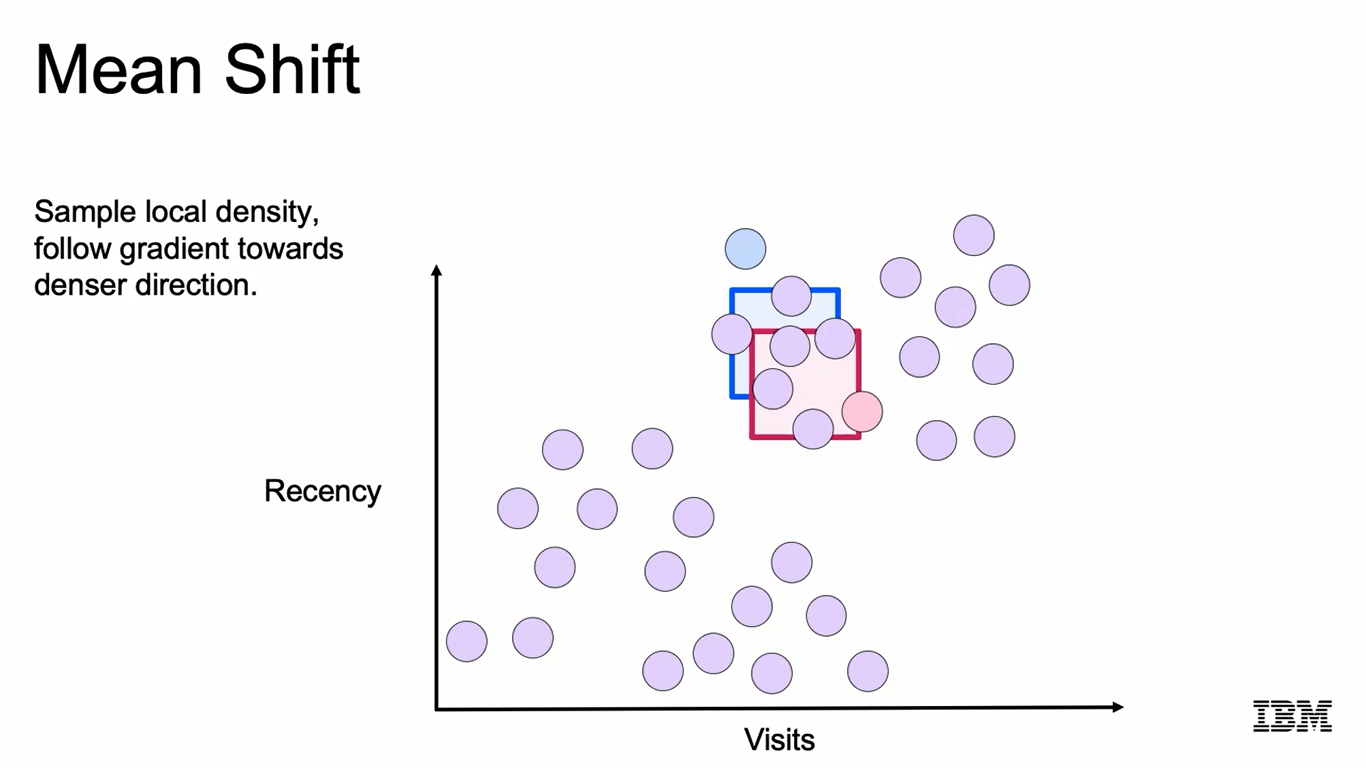 Mean Shift
Sample local density,
follow gradient towards
denser direction.
Recency
Visits
IBM